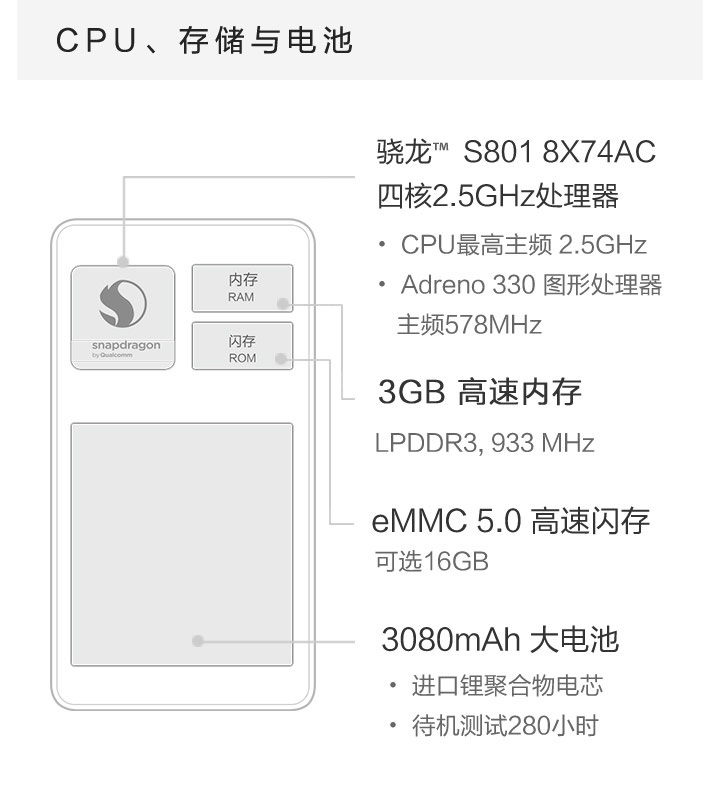 CPU、存储与电池
骁龙™ S801 8X74AC
四核2.5GHz处理器
• CPU最高主频 2.5GHz
• Adreno 330 图形处理器
主频578MHz
内存
RAM
snapdragon
by Qualcomm
闪存
ROM
3GB 高速内存
LPDDR3, 933 MHz
eMMC 5.0 高速闪存
可选16GB
3080mAh 大电池
• 进口锂聚合物电芯
• 待机测试280小时